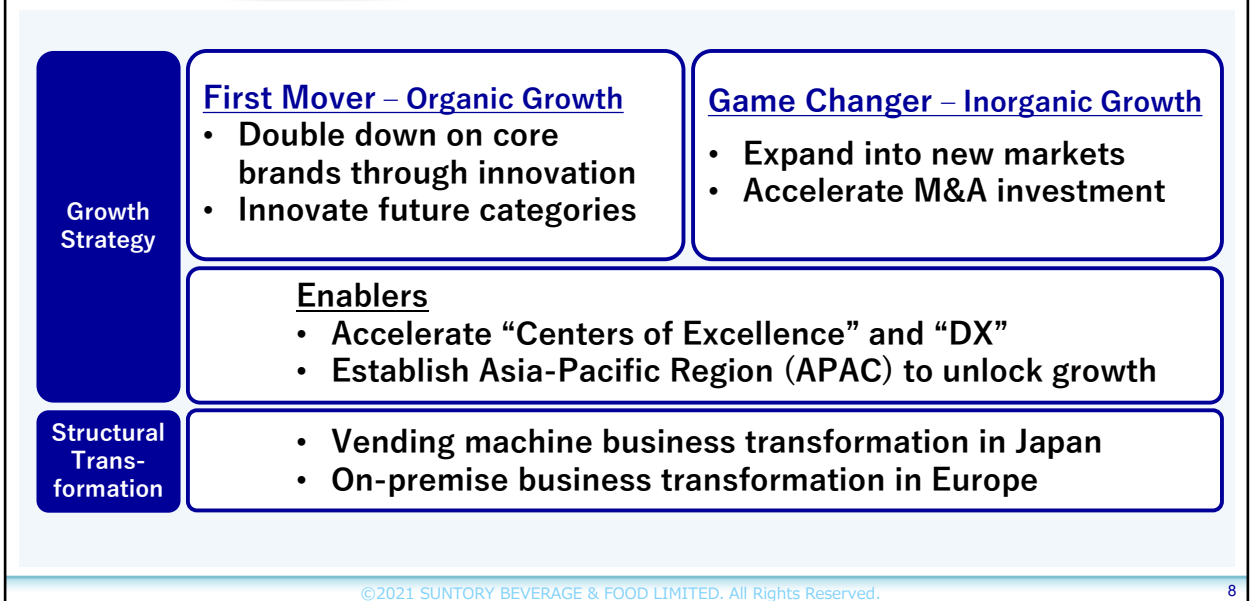 Growth
Strategy
First Mover – Organic Growth
• Double down on core
brands through innovation
• Innovate future categories
Game Changer – Inorganic Growth
• Expand into new markets
• Accelerate M&A investment
Enablers
• Accelerate “Centers of Excellence” and “DX”
• Establish Asia-Pacific Region (APAC) to unlock growth
Structural
Trans-
formation
• Vending machine business transformation in Japan
• On-premise business transformation in Europe
©2021 SUNTORY BEVERAGE & FOOD LIMITED. All Rights Reserved.
8